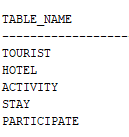 TABLE_NAME
------------------
TOURIST
HOTEL
ACTIVITY
STAY
PARTICIPATE